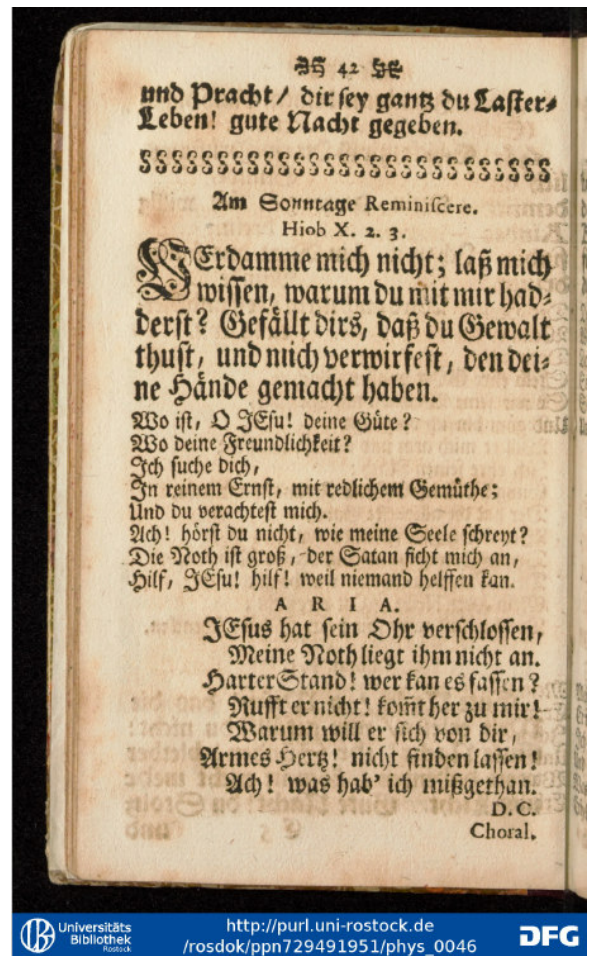 42
und Pracht / dir sey gantz du Laster-
Leben! gute Nacht gegeben.
Am Sonntage Reminiscere.
Hiob X. 2. 3.
VErdamme mich nicht; laß mich
wissen, warum du mit mir had-
derst? Gefällt dirs, daß du Gewalt
thust, und mich verwirfest, den dei-
ne Hände gemacht haben.
Wo ist, O JEsu! deine Güte?
Wo deine Freundlichkeit?
Ich suche dich,
In reinem Ernst, mit redlichem Gemüthe;
Und du verachtest mich.
Ach! hörst du nicht, wie meine Seele schreyt?
Die Noth ist groß, der Satan ficht mich an,
Hilf, JEsu! hilf! weil niemand helffen kan.
ARIA.
JEsus hat sein Ohr verschlossen,
Meine Noth liegt ihm nicht an.
Harter Stand! wer kan es fassen?
Rufft er nicht! kom̃t her zu mir!
Warum will er sich von dir,
Armes Hertz! nicht finden lassen!
Ach! was hab' ich mißgethan.
D.C.
Choral.
Universitäts
Bibliothek
Rostock
http://purl.uni-rostock.de
/rosdok/ppn729491951/phys_0046
DFG